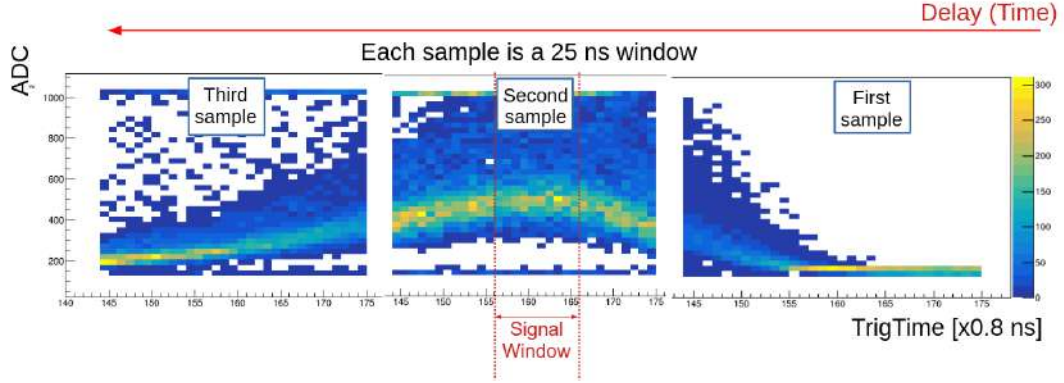 Delay (Time)
Each sample is a 25 ns window
ADC
Third
sample
Second
sample
First
sample
1000
800
600
400
200
140 145 150 155 160 165 170 175
145 150 155 160 165 170 175
145 150 155 160 165 170 175
300
250
200
150
100
50
0
TrigTime [x0.8 ns]
Signal
Window